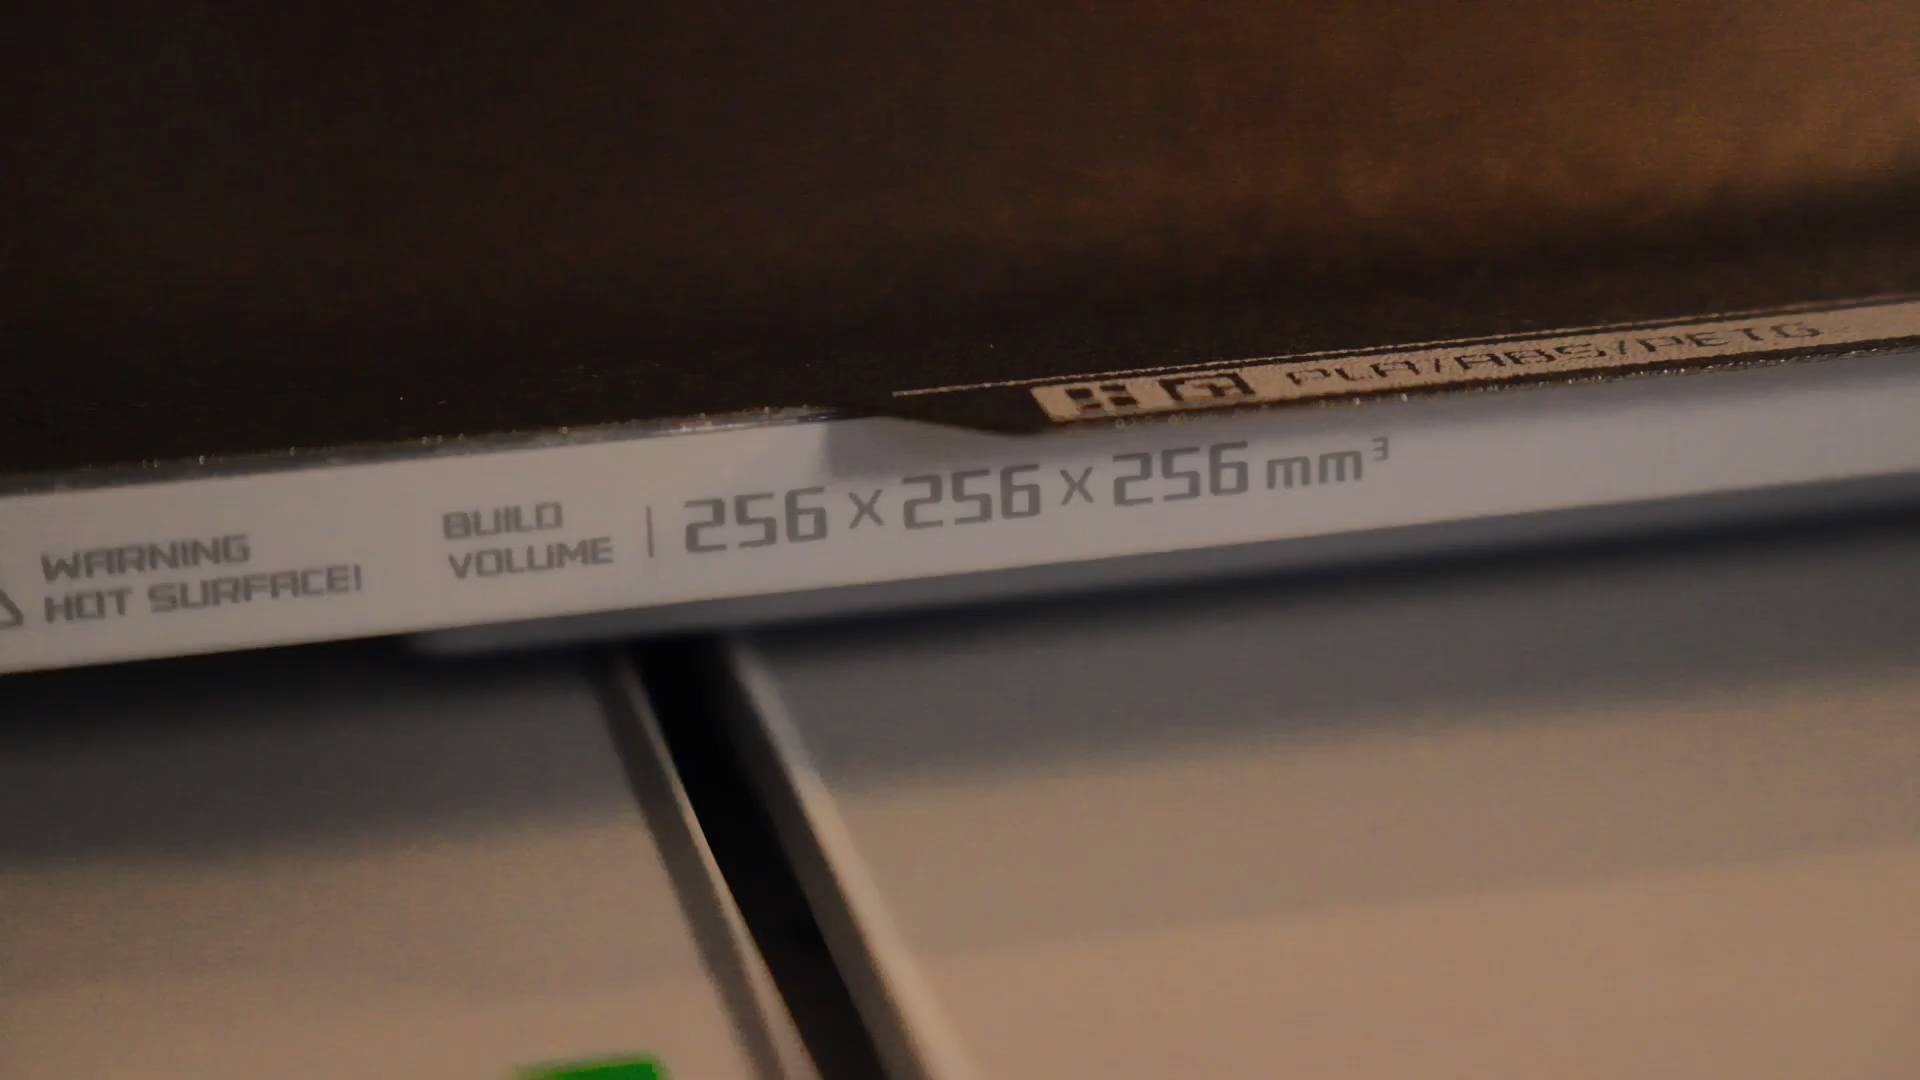 PLA/ABS/PETG
WARNING
HOT SURFACE!
BUILD
VOLUME
256 x 256 x 256 mm³